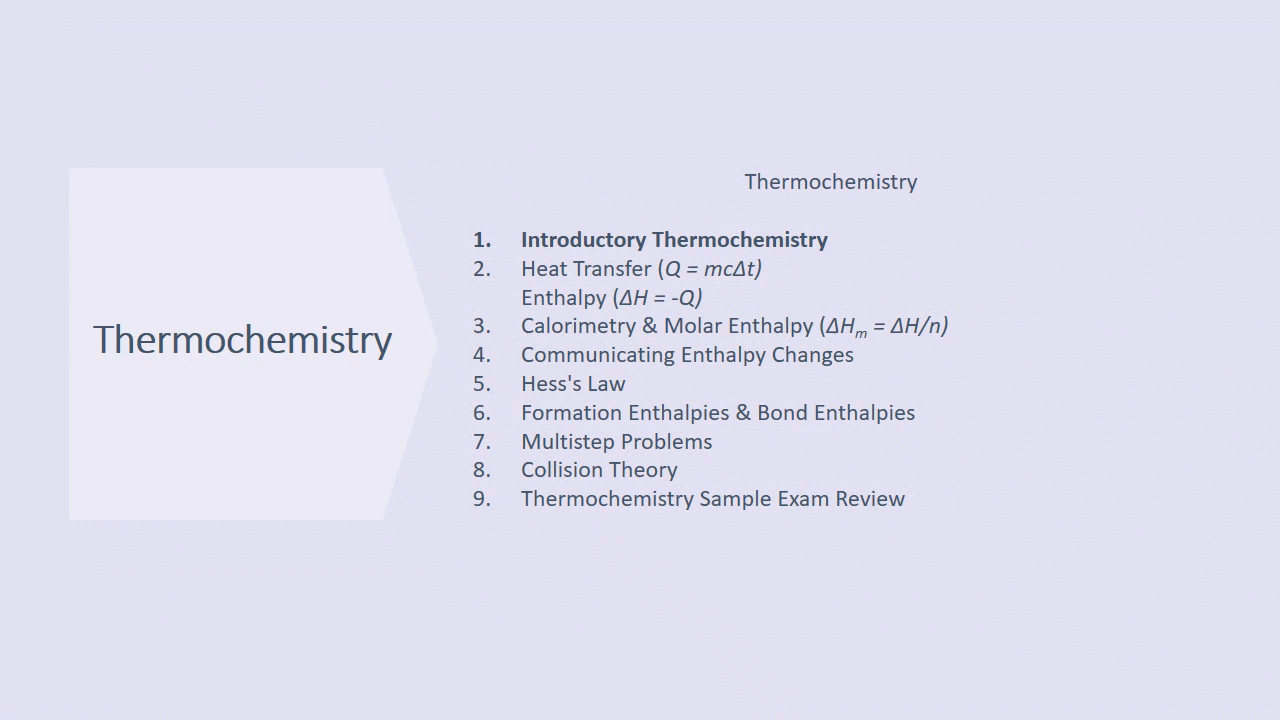 Thermochemistry
Thermochemistry
1. Introductory Thermochemistry
2. Heat Transfer (Q = mcΔt)
Enthalpy (ΔH = -Q)
3. Calorimetry & Molar Enthalpy (ΔHm = ΔH/n)
4. Communicating Enthalpy Changes
5. Hess's Law
6. Formation Enthalpies & Bond Enthalpies
7. Multistep Problems
8. Collision Theory
9. Thermochemistry Sample Exam Review